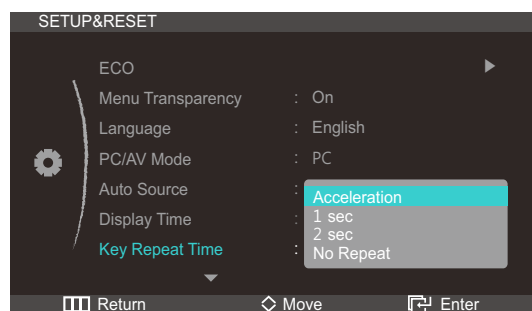 SETUP&RESET
ECO
Menu Transparency : On
Language : English
PC/AV Mode : PC
Auto Source :
Acceleration
Display Time :
1 sec
2 sec
Key Repeat Time :
No Repeat
Return Move Enter